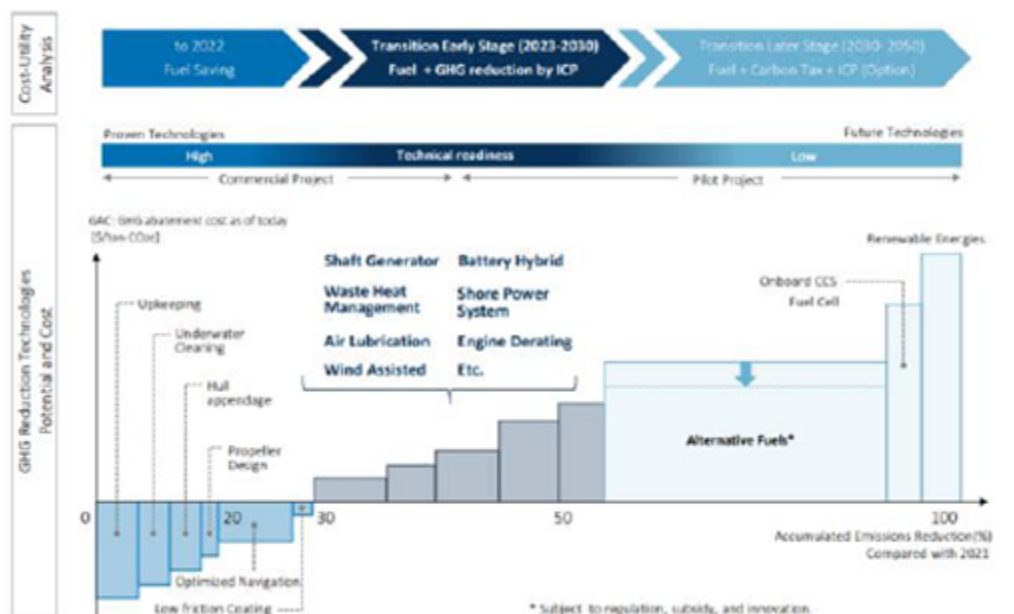 Cost-Utility
Analysis
to 2022
Fuel Saving
Transition Early Stage (2023-2030)
Fuel + GHG reduction by ICP
Transition Later Stage (2030- 2050)
Fuel + Carbon Tax + ICP (Option)
GHG Reduction Technologies
Potential and Cost
Proven Technologies
Future Technologies
High
Technical readiness
Low
Commercial Project
Pilot Project
GAC: GHG abatement cost as of today
[$/ton-CO2e]
Renewable Energies
Shaft Generator
Battery Hybrid
Waste Heat
Management
Shore Power
System
Air Lubrication
Engine Derating
Wind Assisted
Etc.
Onboard CCS
Fuel Cell
Upkeeping
Underwater
Cleaning
Hull
appendage
Propeller
Design
Alternative Fuels*
0
20
30
50
100
Accumulated Emissions Reduction(%)
Compared with 2021
Optimized Navigation
Low friction Coating
* Subject to regulation, subsidy, and innovation.